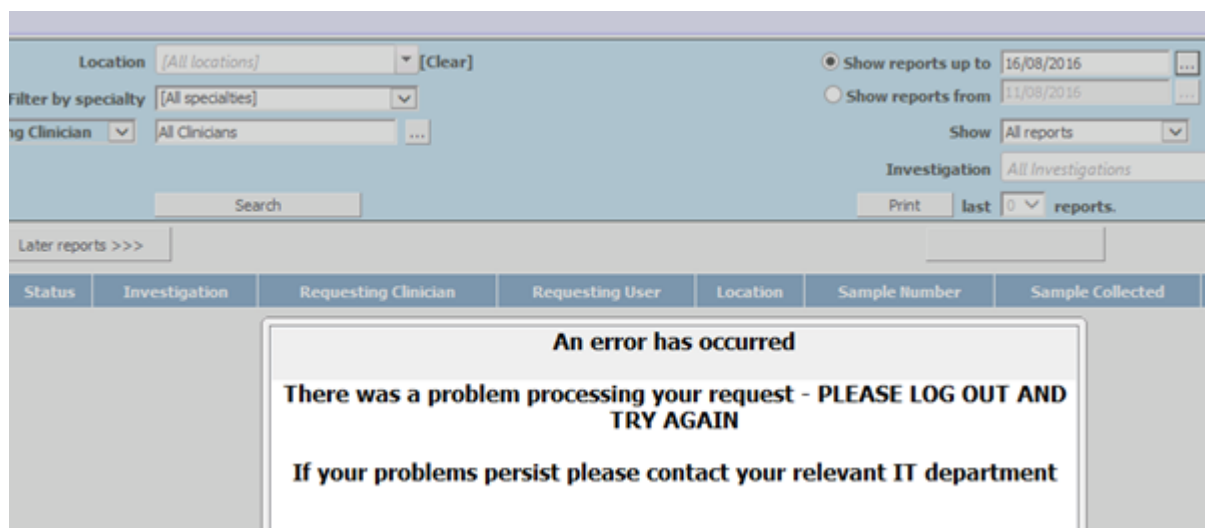 Location [All locations] [Clear] Show reports up to 16/08/2016 ...
Filter by specialty [All specialties] Show reports from 11/08/2016 ...
ng Clinician All Clinicians ... Show All reports
Investigation All Investigations
Search Print last 0 reports.
Later reports >>>
Status Investigation Requesting Clinician Requesting User Location Sample Number Sample Collected
An error has occurred
There was a problem processing your request - PLEASE LOG OUT AND
TRY AGAIN
If your problems persist please contact your relevant IT department